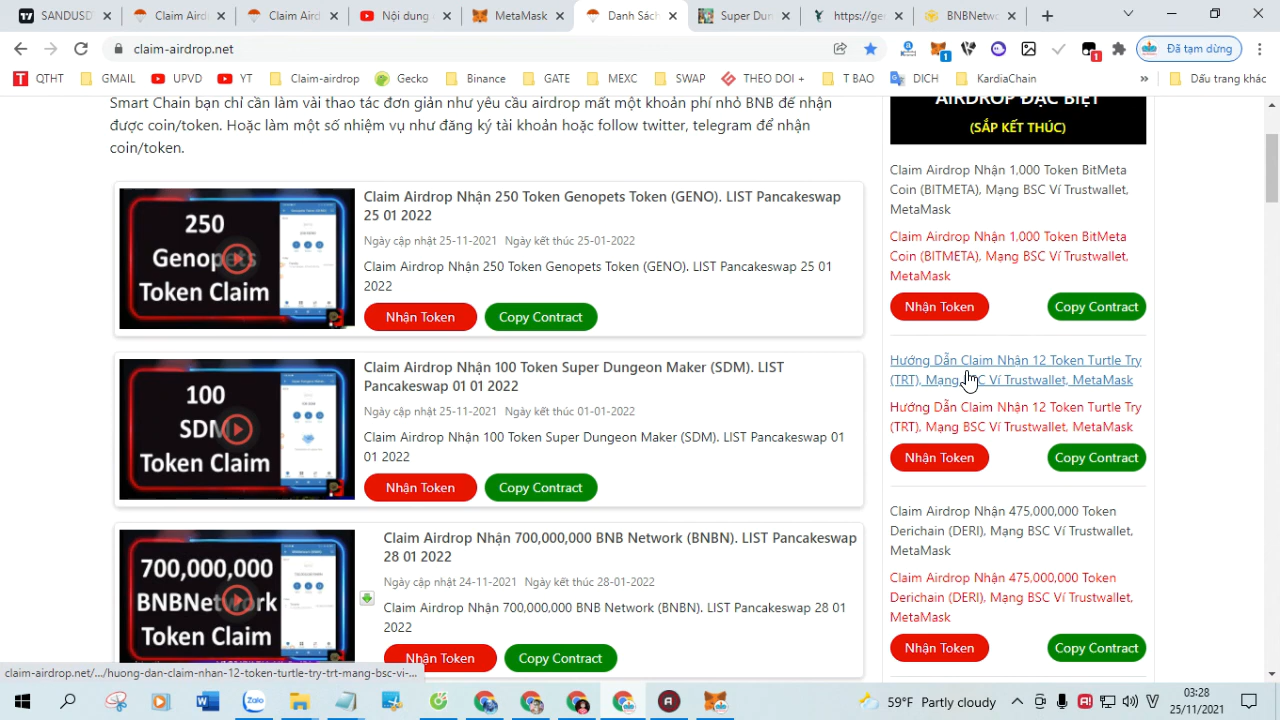 SANDUSD
Claim AirD
Claim Airdr
Nội dung
MetaMask
Danh Sách
Super Dun
https://ge
BNBNetwo
claim-airdrop.net
1
1
Đã tạm dừng
QTHT
GMAIL
UPVD
YT
Claim-airdrop
Gecko
Binance
GATE
MEXC
SWAP
THEO DOI +
T BAO
DICH
KardiaChain
»
Dấu trang khác
Smart Chain bạn chỉ cần làm vài thao tác đơn giản như yêu cầu airdrop mất một khoản phí nhỏ BNB để nhận
được coin/token. Hoặc làm một số nhiệm vụ như đăng ký tài khoản hoặc follow twitter, telegram để nhận
coin/token.
250
Genopets
Token Claim
Claim Airdrop Nhận 250 Token Genopets Token (GENO). LIST Pancakeswap
25 01 2022
Ngày cập nhật 25-11-2021 Ngày kết thúc 25-01-2022
Claim Airdrop Nhận 250 Token Genopets Token (GENO). LIST Pancakeswap 25 01
2022
Nhận Token
Copy Contract
100
SDM
Token Claim
Claim Airdrop Nhận 100 Token Super Dungeon Maker (SDM). LIST
Pancakeswap 01 01 2022
Ngày cập nhật 25-11-2021 Ngày kết thúc 01-01-2022
Claim Airdrop Nhận 100 Token Super Dungeon Maker (SDM). LIST Pancakeswap 01
01 2022
Nhận Token
Copy Contract
700,000.000
BNBNetwork
Token Claim
Claim Airdrop Nhận 700,000,000 BNB Network (BNBN). LIST Pancakeswap
28 01 2022
Ngày cập nhật 24-11-2021 Ngày kết thúc 28-01-2022
Claim Airdrop Nhận 700,000,000 BNB Network (BNBN). LIST Pancakeswap 28 01
2022
Nhận Token
Copy Contract
AIRDROP ĐẶC BIỆT
(SẮP KẾT THÚC)
Claim Airdrop Nhận 1,000 Token BitMeta
Coin (BITMETA), Mạng BSC Ví Trustwallet,
MetaMask
Claim Airdrop Nhận 1,000 Token BitMeta
Coin (BITMETA), Mạng BSC Ví Trustwallet,
MetaMask
Nhận Token
Copy Contract
Hướng Dẫn Claim Nhận 12 Token Turtle Try
(TRT), Mạng BSC Ví Trustwallet, MetaMask
Hướng Dẫn Claim Nhận 12 Token Turtle Try
(TRT), Mạng BSC Ví Trustwallet, MetaMask
Nhận Token
Copy Contract
Claim Airdrop Nhận 475,000,000 Token
Derichain (DERI), Mạng BSC Ví Trustwallet,
MetaMask
Claim Airdrop Nhận 475,000,000 Token
Derichain (DERI), Mạng BSC Ví Trustwallet,
MetaMask
Nhận Token
Copy Contract
claim-airdrop.net/.../huong-dan-claim-nhan-12-token-turtle-try-trt-mang-bsc-vi-...
Zalo
59°F Partly cloudy
03:28
25/11/2021